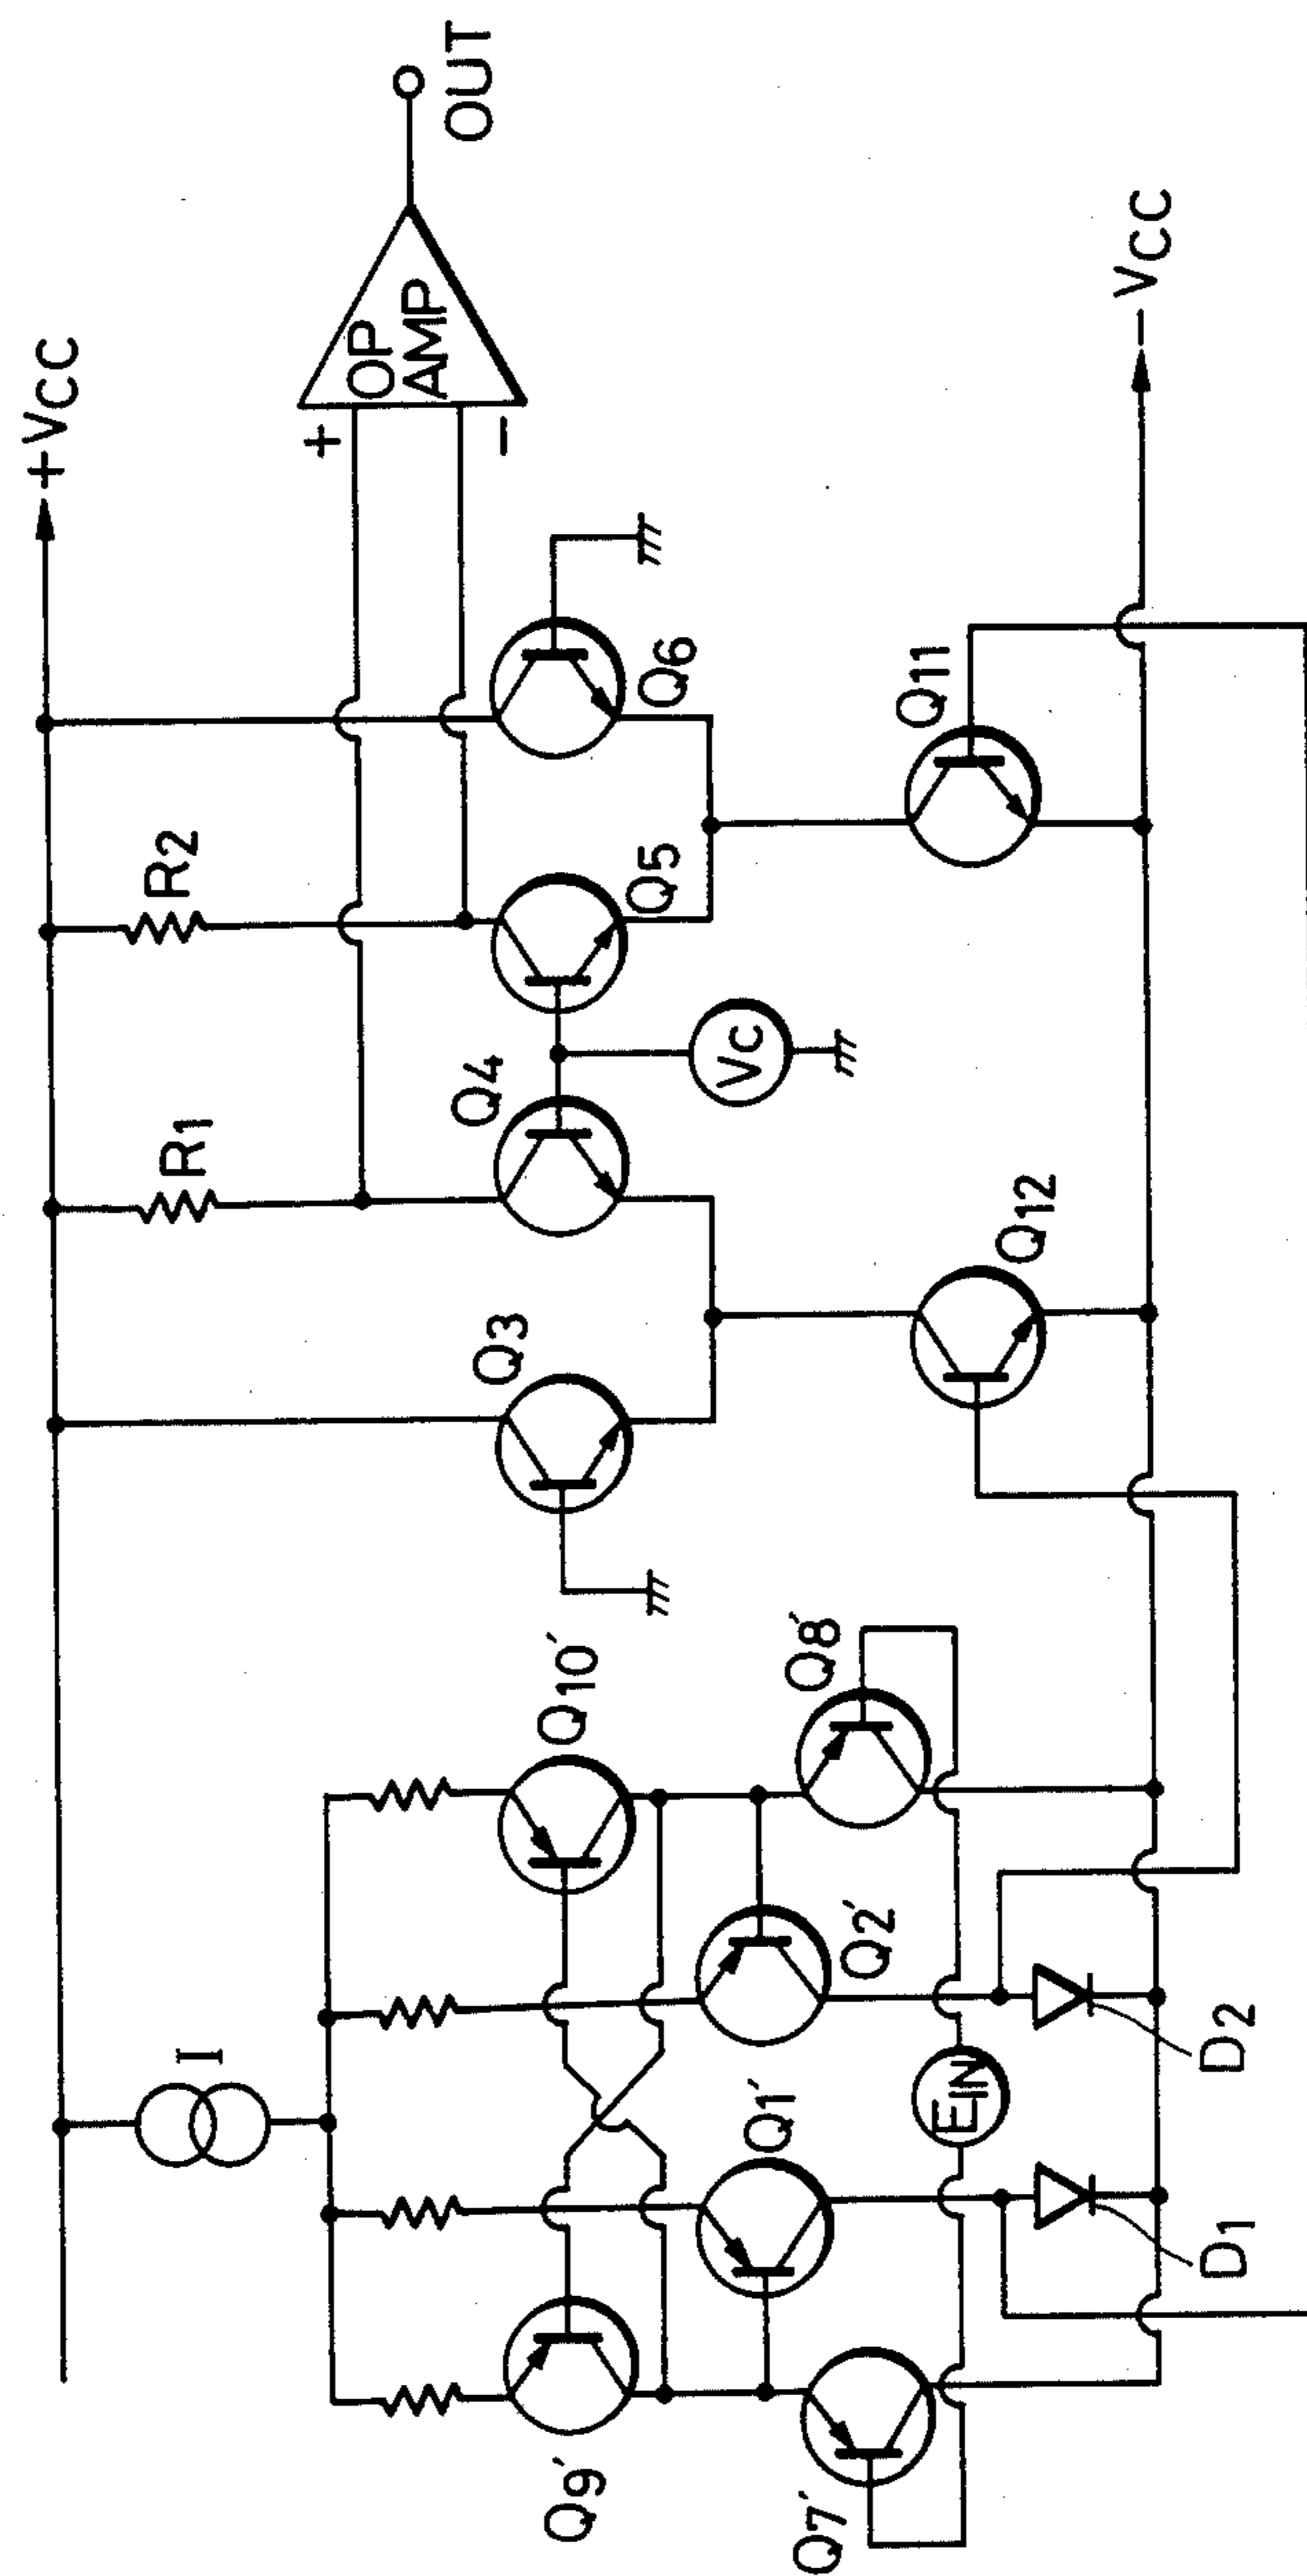 +VCC
OUT
OP
AMP
+
-
I
R1
R2
Q3
Q4
Q5
Q6
VC
Q9′
Q10′
Q1′
Q2′
Q7′
Q8′
EIN
D1
D2
Q12
Q11
-VCC